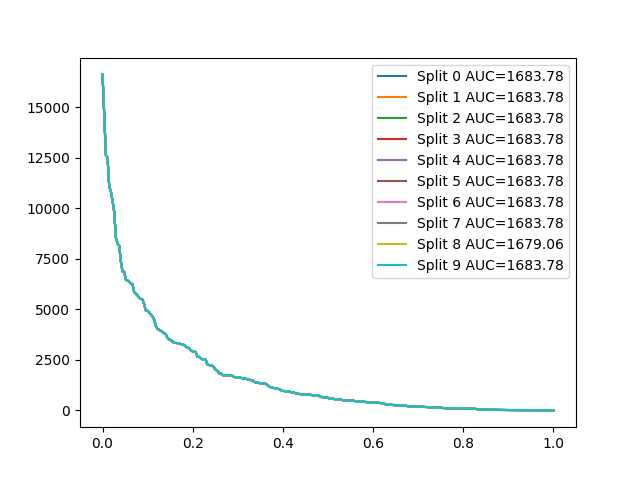 Split 0 AUC=1683.78
Split 1 AUC=1683.78
Split 2 AUC=1683.78
Split 3 AUC=1683.78
Split 4 AUC=1683.78
Split 5 AUC=1683.78
Split 6 AUC=1683.78
Split 7 AUC=1683.78
Split 8 AUC=1679.06
Split 9 AUC=1683.78
15000
12500
10000
7500
5000
2500
0
0.0 0.2 0.4 0.6 0.8 1.0